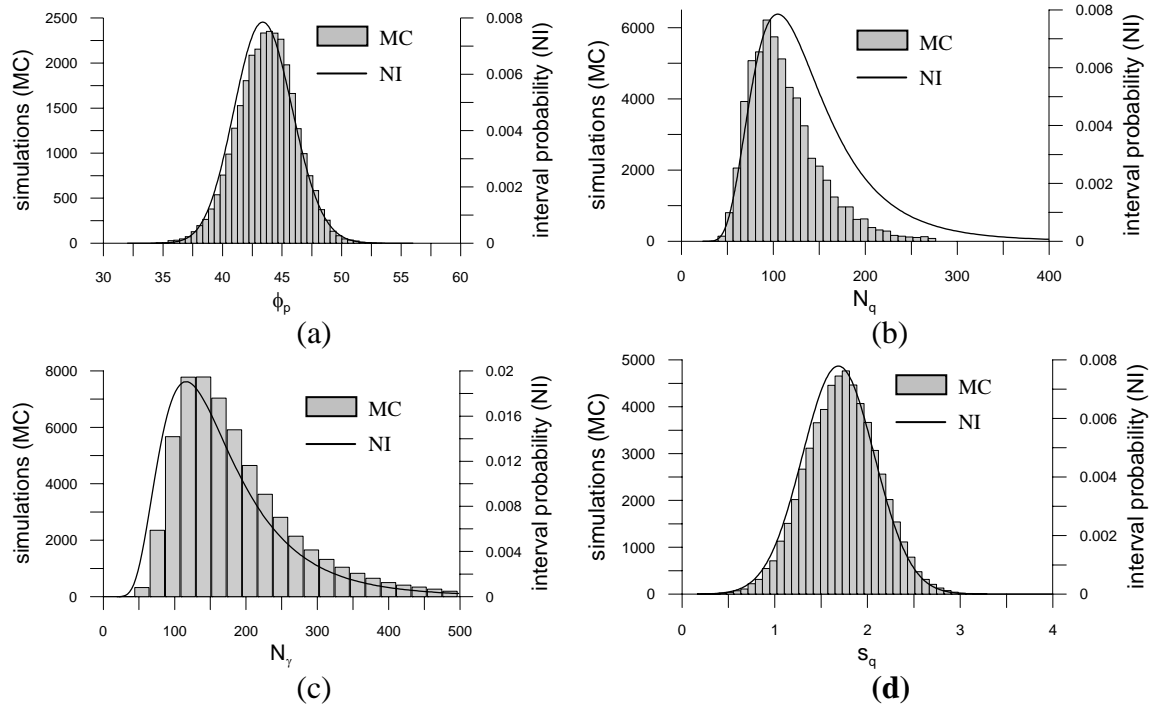 simulations (MC)
2500
2000
1500
1000
500
0
MC
NI
0.008
0.006
0.004
0.002
0
interval probability (NI)
30 35 40 45 50 55 60
ϕp
(a)
simulations (MC)
6000
4000
2000
0
MC
NI
0.008
0.006
0.004
0.002
0
interval probability (NI)
0 100 200 300 400
Nq
(b)
simulations (MC)
8000
6000
4000
2000
0
MC
NI
0.02
0.016
0.012
0.008
0.004
0
interval probability (NI)
0 100 200 300 400 500
Nγ
(c)
simulations (MC)
5000
4000
3000
2000
1000
0
MC
NI
0.008
0.006
0.004
0.002
0
interval probability (NI)
0 1 2 3 4
sq
(d)